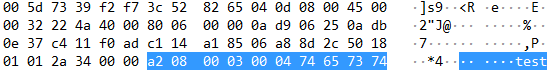 00 5d 73 39 f2 f7 3c 52 82 65 04 0d 08 00 45 00 ·]s9··<R ·e····E·
00 32 22 4a 40 00 80 06 00 00 0a d9 06 25 0a db ·2"J@··· ·····%··
0e 37 c4 11 f0 ad c1 14 a1 85 06 a8 8d 2c 50 18 ·7······ ·····,P·
01 01 2a 34 00 00 a2 08 00 03 00 04 74 65 73 74 ··*4···· ····test